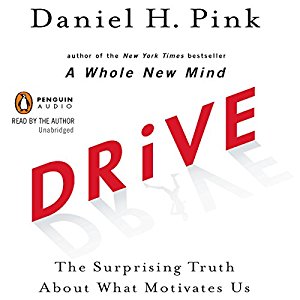 Daniel H. Pink
author of the New York Times bestseller
A Whole New Mind
PENGUIN
AUDIO
READ BY THE AUTHOR
Unabridged
DRiVE
The Surprising Truth
About What Motivates Us